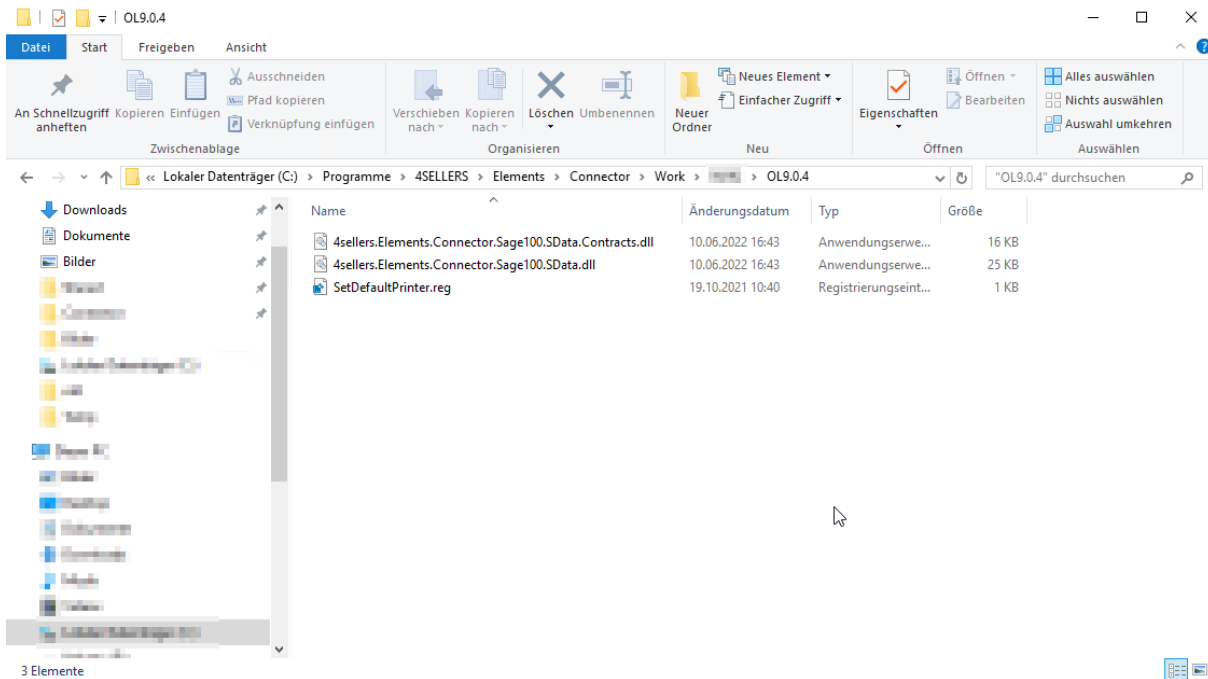 OL9.0.4
Datei Start Freigeben Ansicht
An Schnellzugriff anheften
Kopieren
Einfügen
Ausschneiden
Pfad kopieren
Verknüpfung einfügen
Zwischenablage
Verschieben nach
Kopieren nach
Löschen
Umbenennen
Organisieren
Neuer Ordner
Neues Element
Einfacher Zugriff
Neu
Eigenschaften
Öffnen
Bearbeiten
Öffnen
Alles auswählen
Nichts auswählen
Auswahl umkehren
Auswählen
« Lokaler Datenträger (C:) > Programme > 4SELLERS > Elements > Connector > Work > > OL9.0.4
"OL9.0.4" durchsuchen
Downloads
Dokumente
Bilder
Name Änderungsdatum Typ Größe
4sellers.Elements.Connector.Sage100.SData.Contracts.dll 10.06.2022 16:43 Anwendungserwe... 16 KB
4sellers.Elements.Connector.Sage100.SData.dll 10.06.2022 16:43 Anwendungserwe... 25 KB
SetDefaultPrinter.reg 19.10.2021 10:40 Registrierungseint... 1 KB
3 Elemente